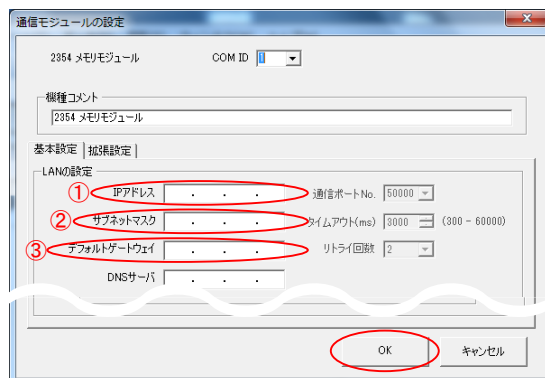 通信モジュールの設定
2354 メモリモジュール COM ID 1
機種コメント
2354 メモリモジュール
基本設定 拡張設定
LANの設定
① IPアドレス . . . 通信ポートNo. 50000
② サブネットマスク . . . タイムアウト(ms) 3000 (300 - 60000)
③ デフォルトゲートウェイ . . . リトライ回数 2
DNSサーバ . . .
OK キャンセル